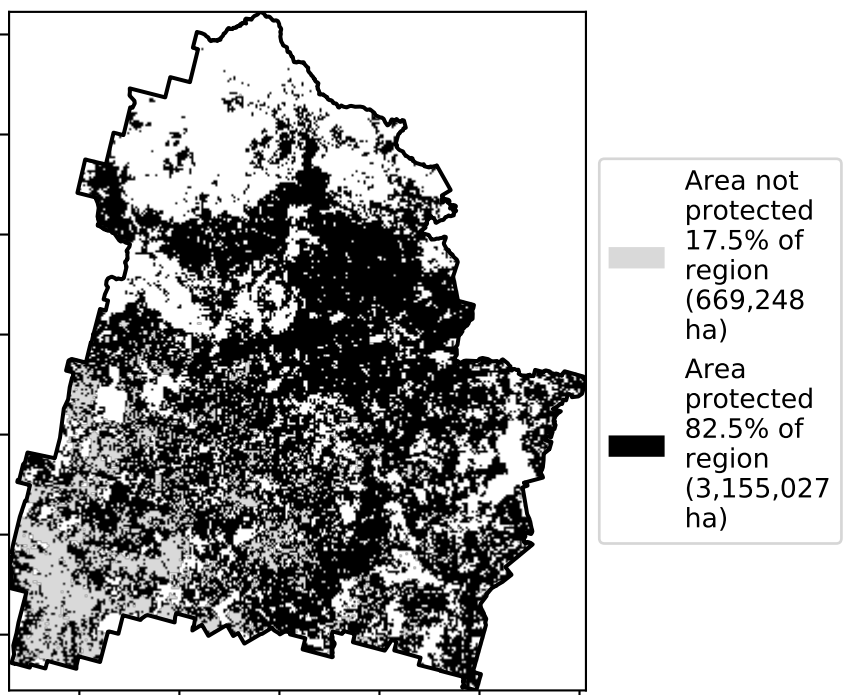 Area not
protected
17.5% of
region
(669,248
ha)
Area
protected
82.5% of
region
(3,155,027
ha)